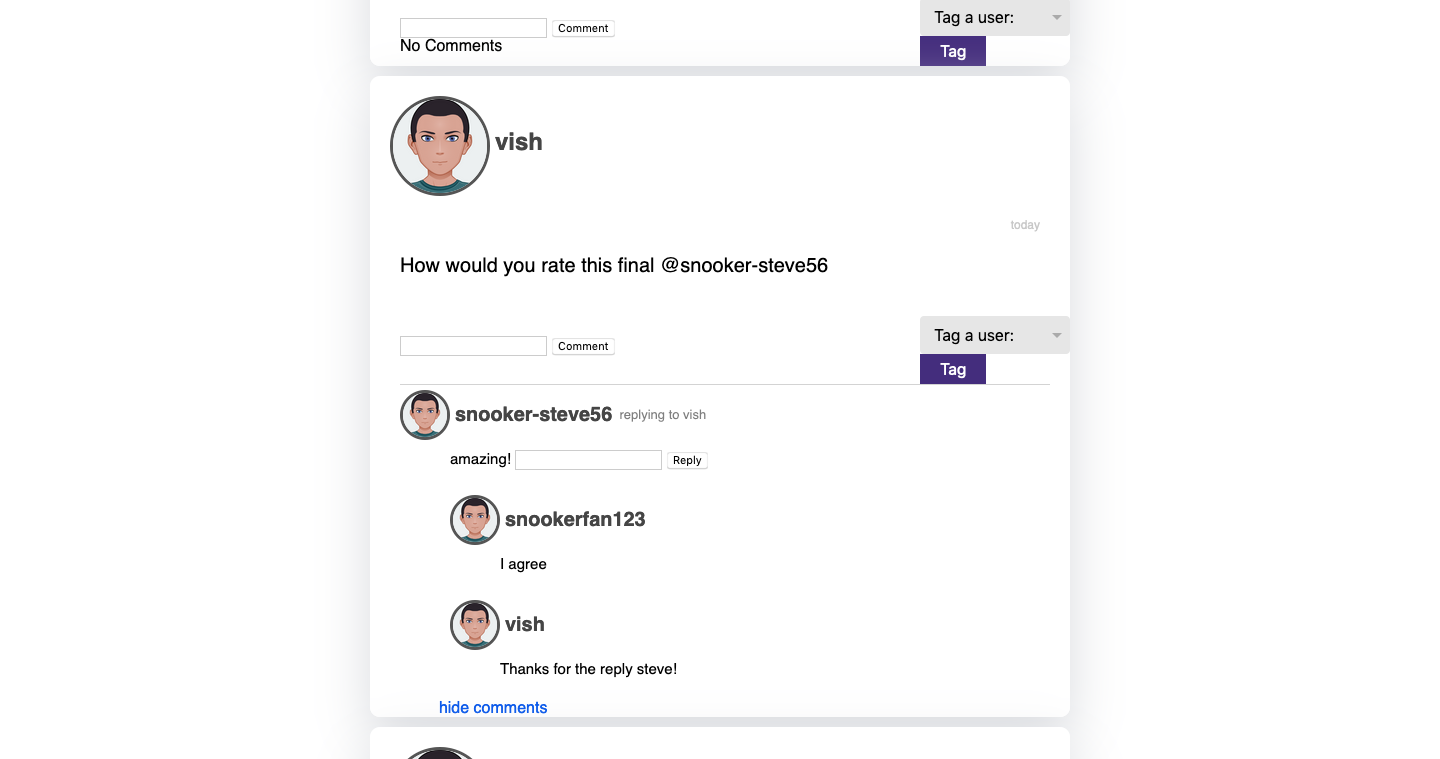 Tag a user:
Comment
No Comments
Tag
vish
today
How would you rate this final @snooker-steve56
Tag a user:
Comment
Tag
snooker-steve56 replying to vish
amazing! Reply
snookerfan123
I agree
vish
Thanks for the reply steve!
hide comments